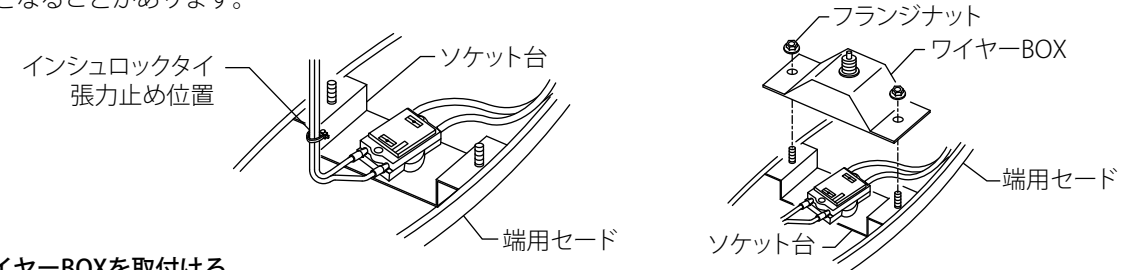 となることがあります。
フランジナット
ワイヤーBOX
インシュロックタイ
張力止め位置
ソケット台
端用セード
端用セード
ソケット台
イヤーBOXを取付ける